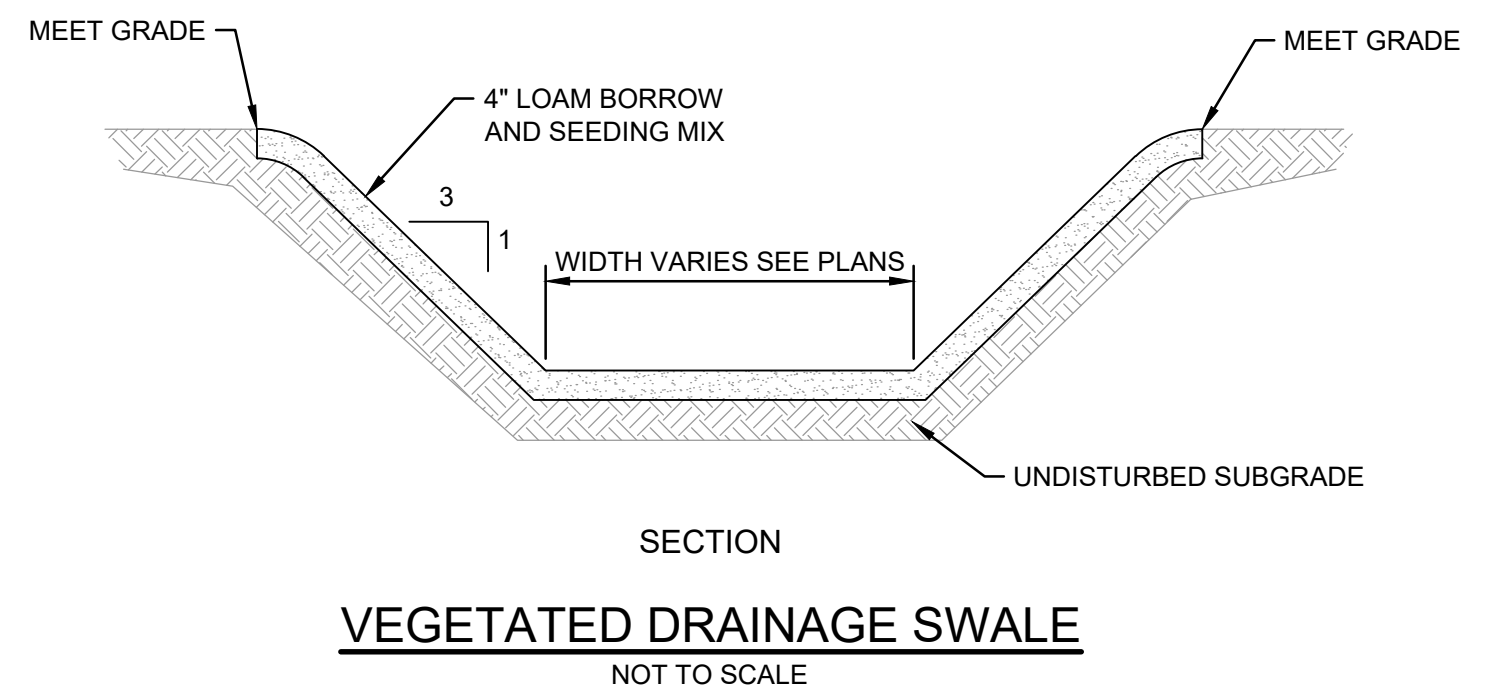 MEET GRADE
MEET GRADE
4" LOAM BORROW
AND SEEDING MIX
3
1
WIDTH VARIES SEE PLANS
UNDISTURBED SUBGRADE
SECTION
VEGETATED DRAINAGE SWALE
NOT TO SCALE